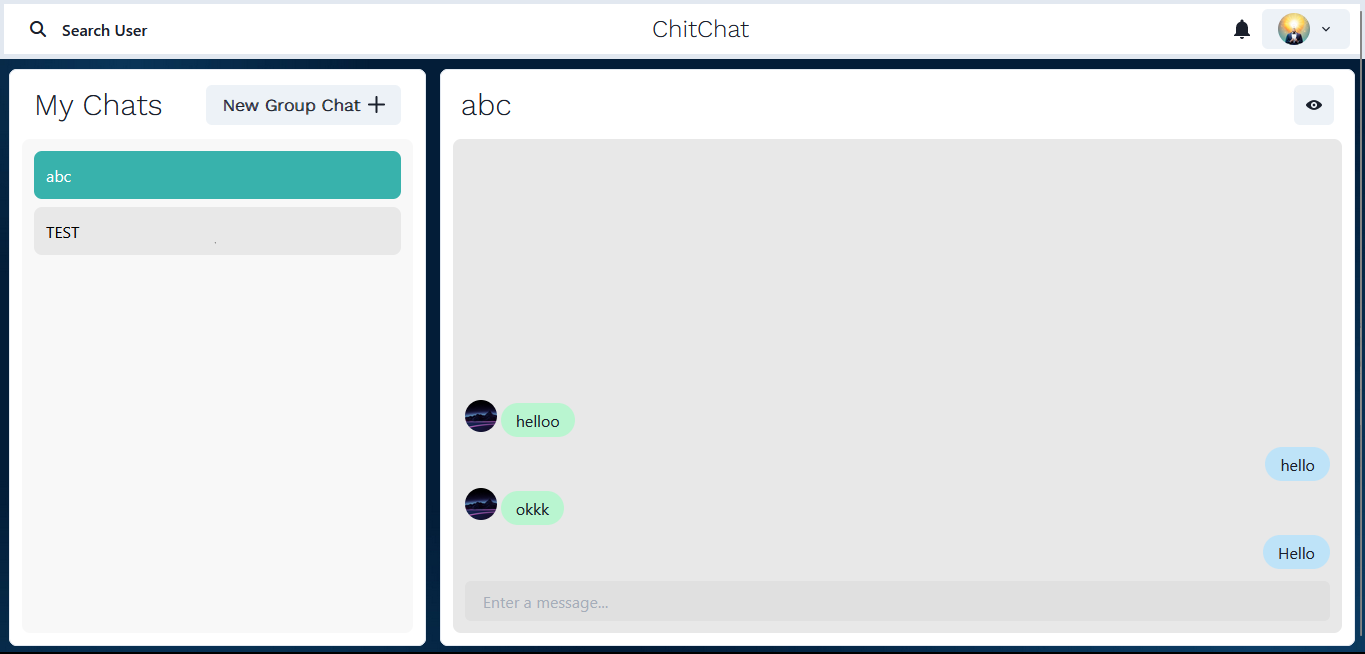 Search User
ChitChat
My Chats
New Group Chat
abc
TEST
abc
helloo
hello
okkk
Hello
Enter a message...